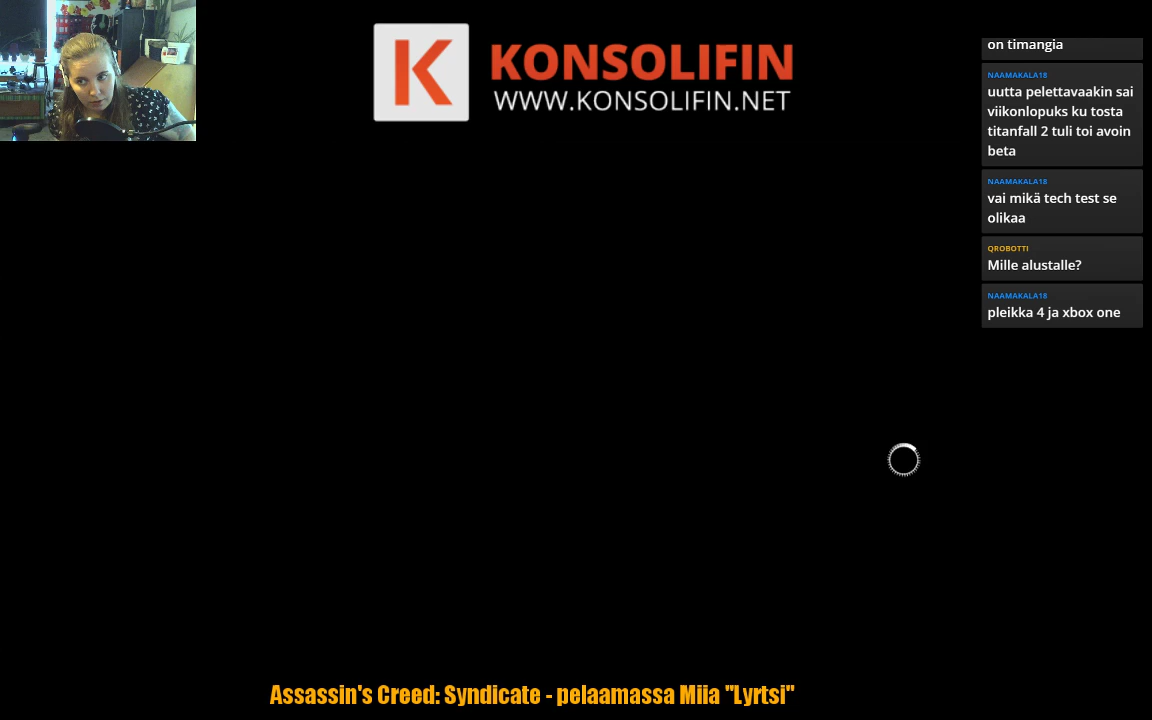 K
KONSOLIFIN
WWW.KONSOLIFIN.NET
on timangia
NAAMAKALA18
uutta pelettavaakin sai
viikonlopuks ku tosta
titanfall 2 tuli toi avoin
beta
NAAMAKALA18
vai mikä tech test se
olikaa
QROBOTTI
Mille alustalle?
NAAMAKALA18
pleikka 4 ja xbox one
Assassin's Creed: Syndicate - pelaamassa Miia "Lyrtsi"